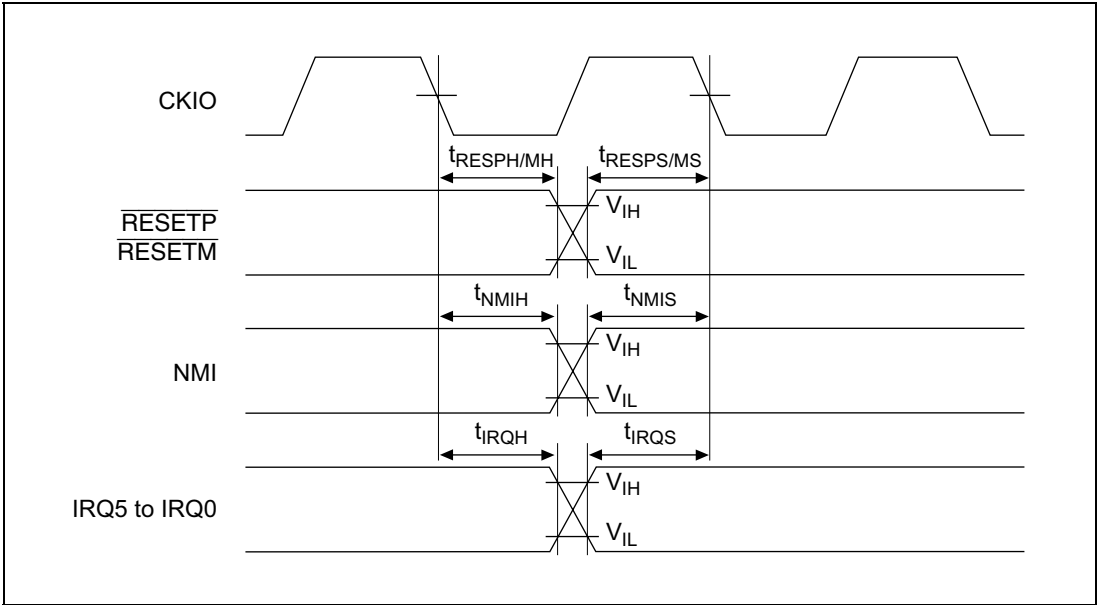 CKIO
tRESPH/MH tRESPS/MS
RESETP
RESETM
VIH
VIL
tNMIH tNMIS
NMI
VIH
VIL
tIRQH tIRQS
IRQ5 to IRQ0
VIH
VIL